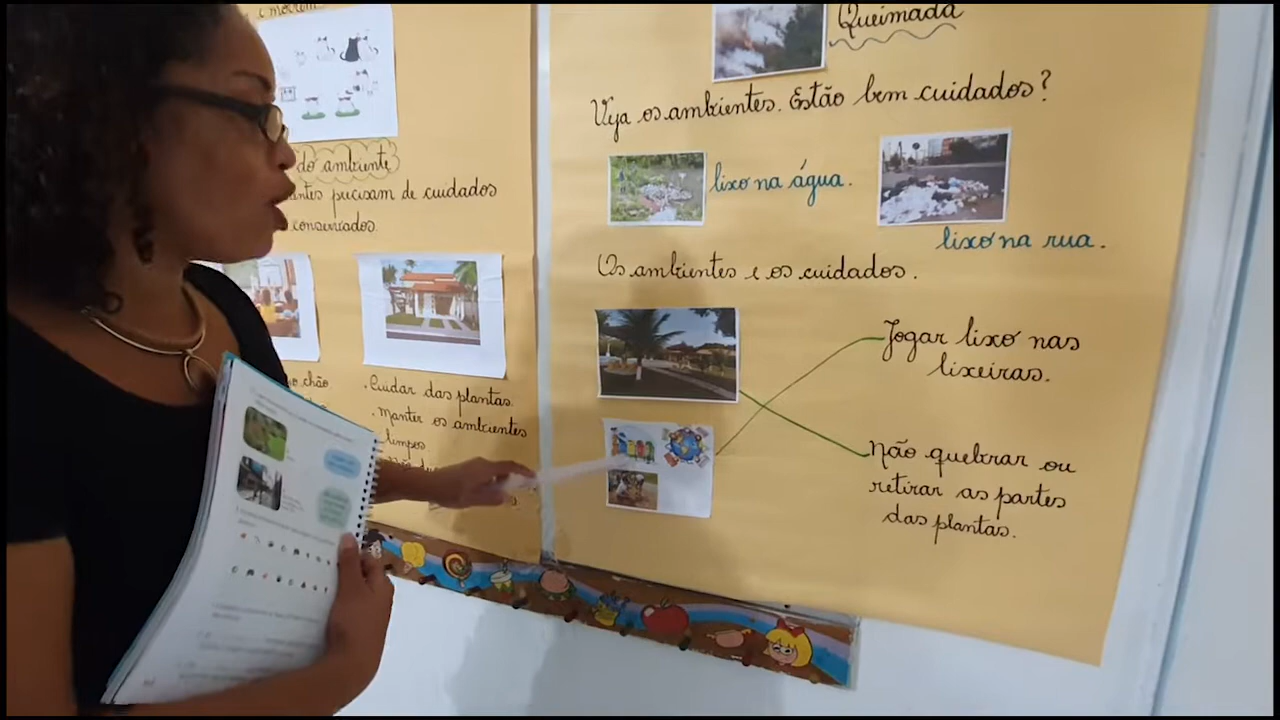 e morrem
do ambiente
precisam de cuidados
conservados.
chão
. Cuidar das plantas.
. Manter os ambientes
limpos
Queimada
Veja os ambientes. Estão bem cuidados?
lixo na água.
lixo na rua.
Os ambientes e os cuidados.
Jogar lixo nas
lixeiras.
Não quebrar ou
retirar as partes
das plantas.